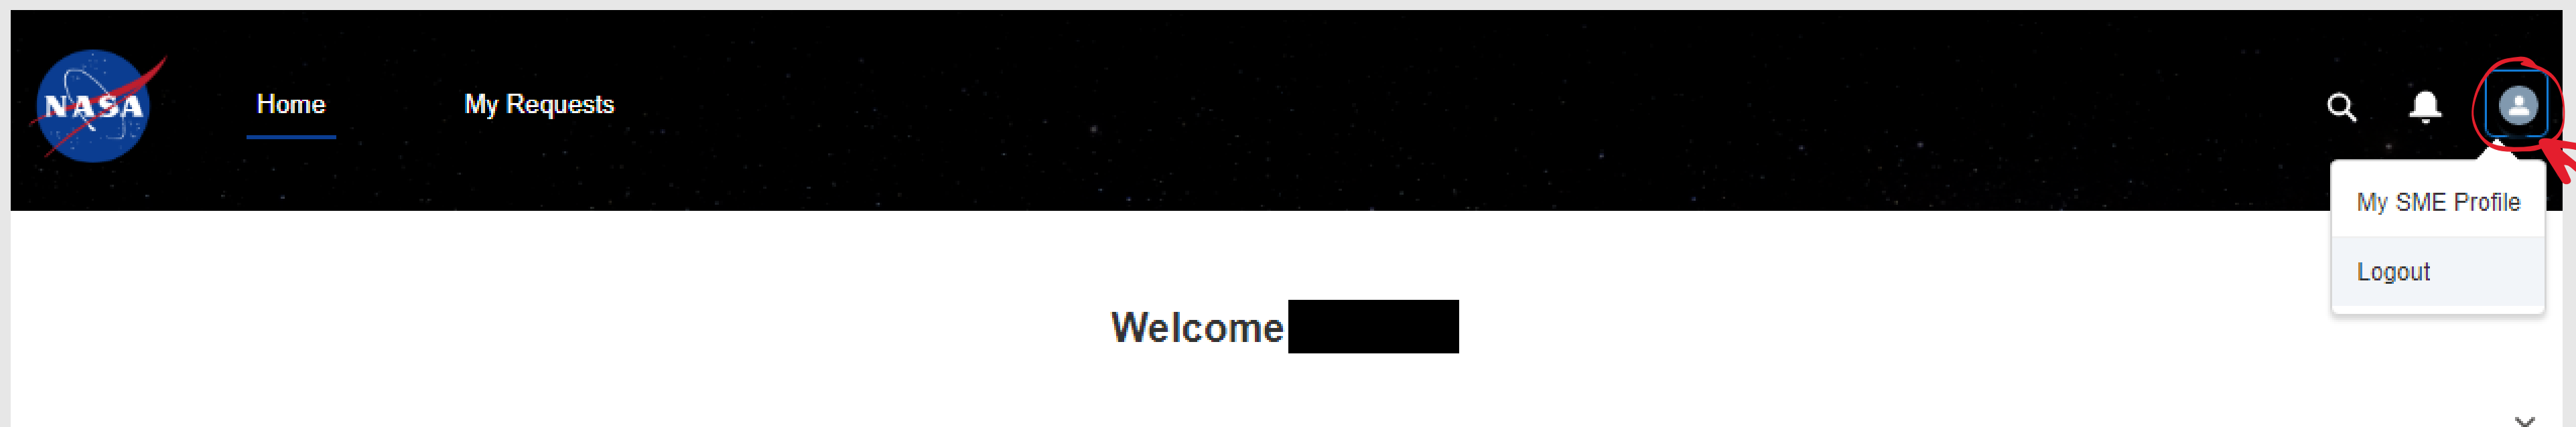 NASA
Home
My Requests
My SME Profile
Logout
Welcome